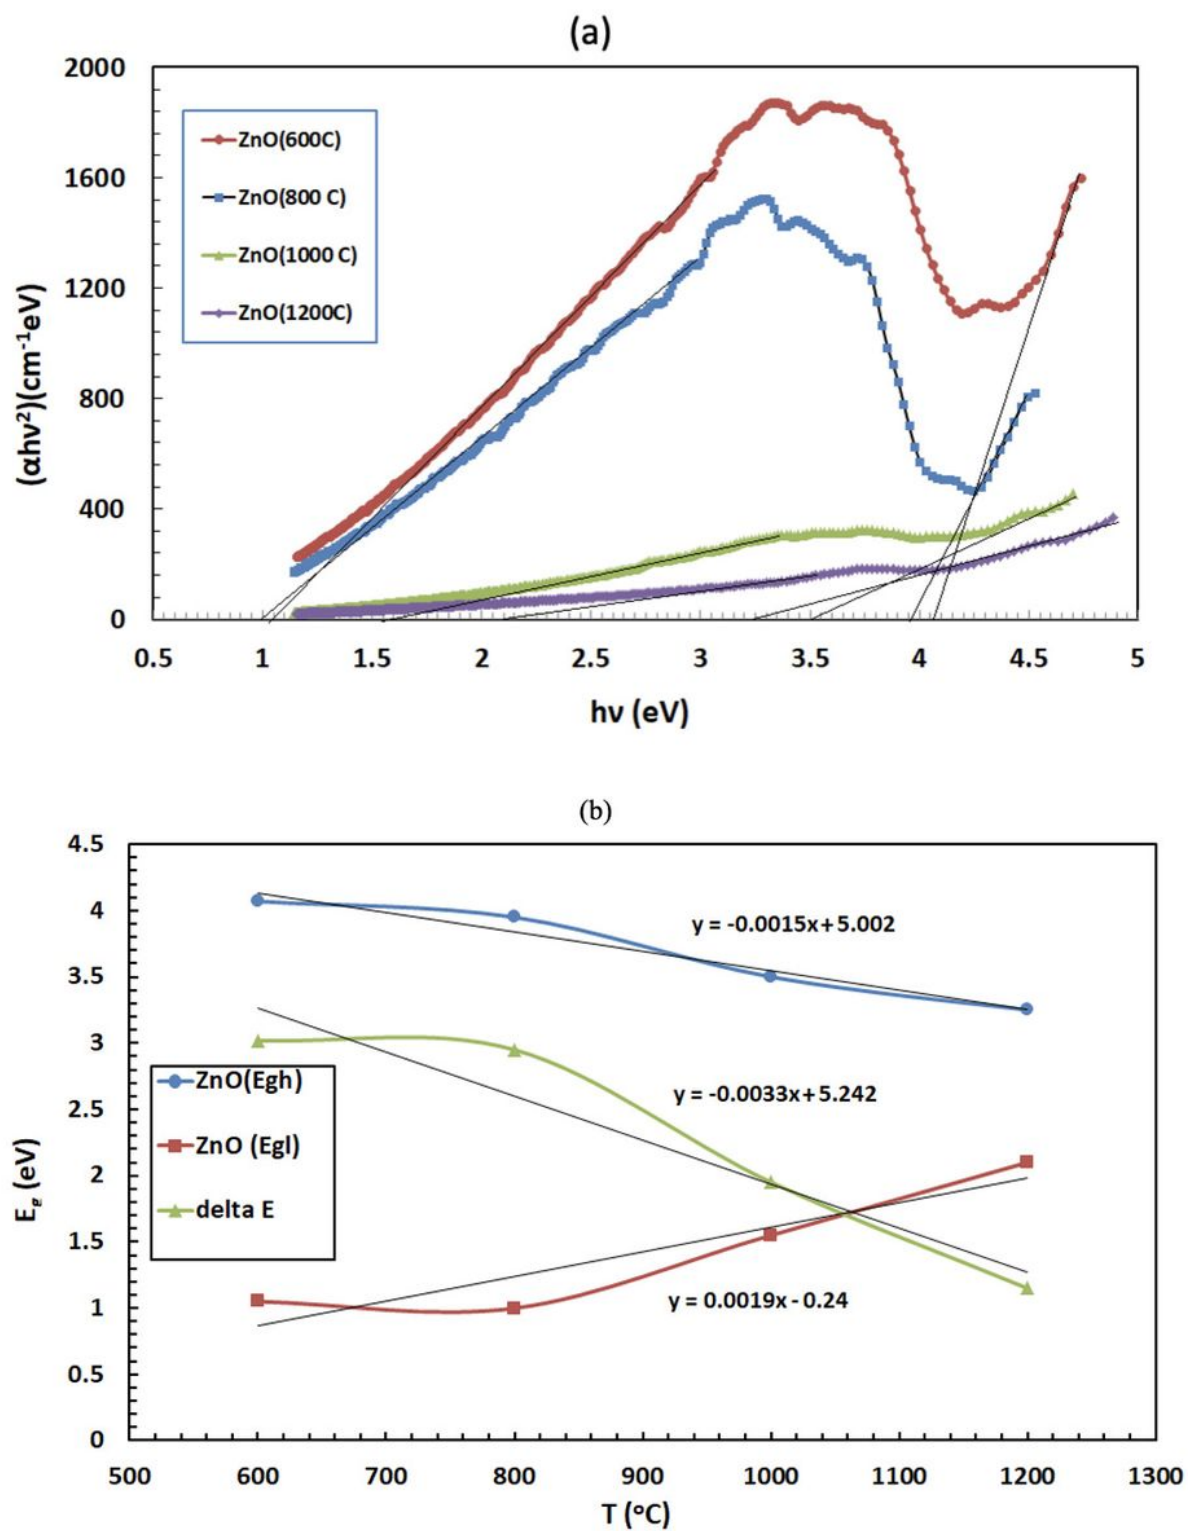 (a)
2000
1600
1200
800
400
0
ZnO(600C)
ZnO(800 C)
ZnO(1000 C)
ZnO(1200C)
(αhν²)(cm⁻¹eV)
0.5 1 1.5 2 2.5 3 3.5 4 4.5 5
hν (eV)
(b)
4.5
4
3.5
3
2.5
2
1.5
1
0.5
0
y = -0.0015x + 5.002
y = -0.0033x + 5.242
y = 0.0019x - 0.24
ZnO(Egh)
ZnO (Egl)
delta E
E_g (eV)
500 600 700 800 900 1000 1100 1200 1300
T (°C)